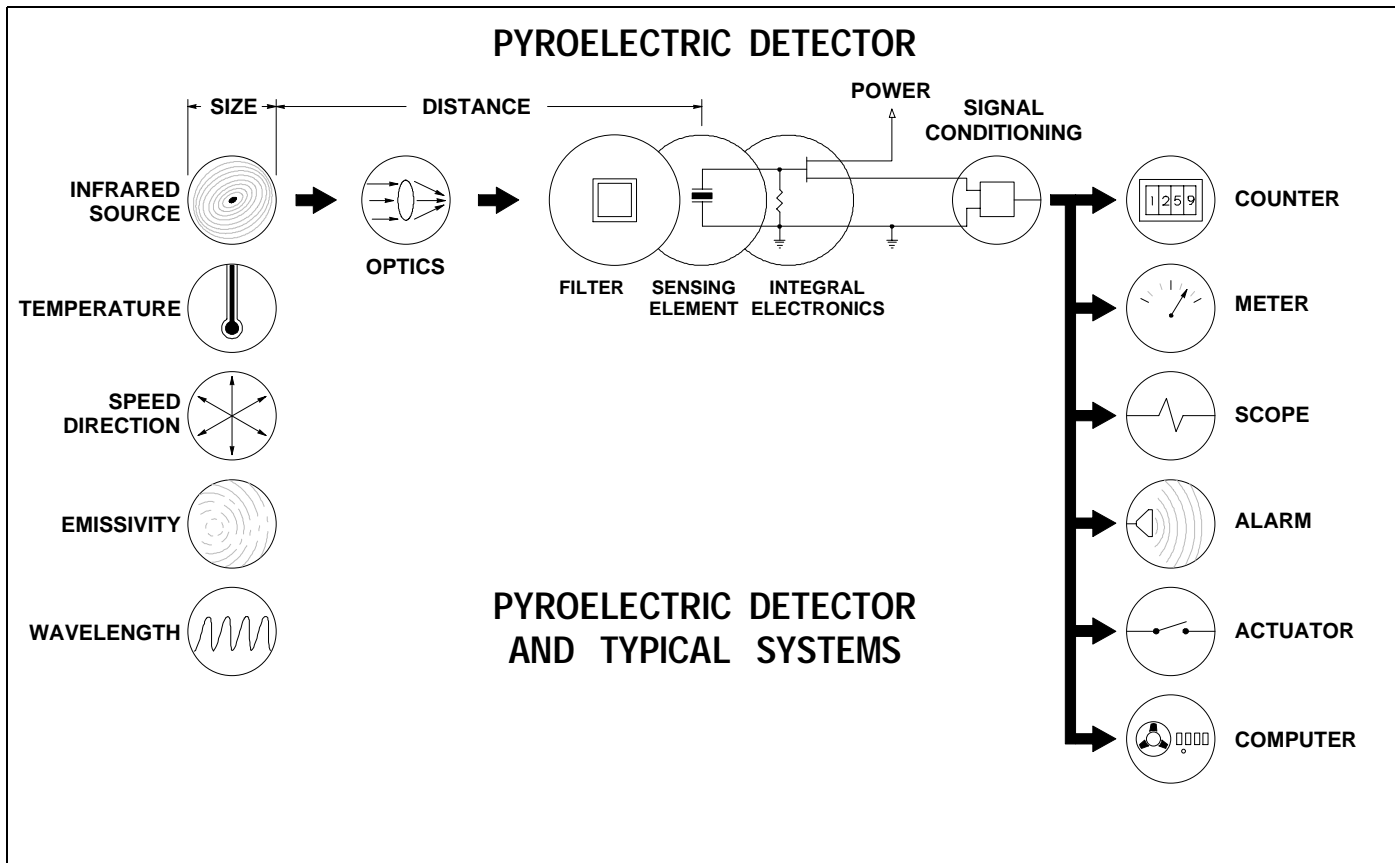 PYROELECTRIC DETECTOR
SIZE
DISTANCE
POWER
SIGNAL
CONDITIONING
INFRARED
SOURCE
OPTICS
FILTER
SENSING
ELEMENT
INTEGRAL
ELECTRONICS
1259
COUNTER
TEMPERATURE
METER
SPEED
DIRECTION
SCOPE
EMISSIVITY
ALARM
PYROELECTRIC DETECTOR
AND TYPICAL SYSTEMS
WAVELENGTH
ACTUATOR
COMPUTER